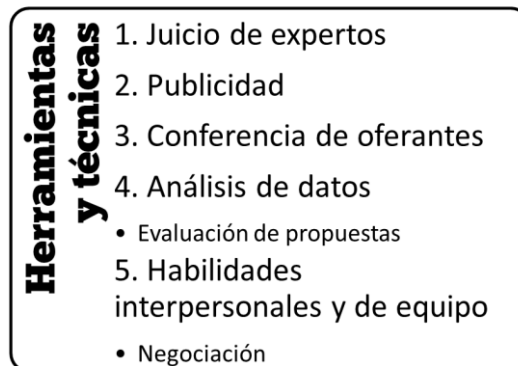 Herramientas
y técnicas
1. Juicio de expertos
2. Publicidad
3. Conferencia de oferantes
4. Análisis de datos
• Evaluación de propuestas
5. Habilidades
interpersonales y de equipo
• Negociación